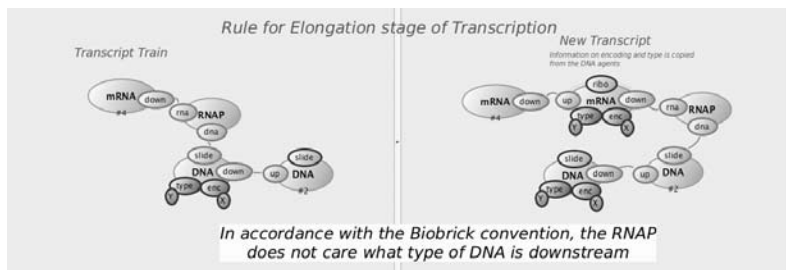 Rule for Elongation stage of Transcription
Transcript Train
mRNA
down
#4
rna
RNAP
dna
slide
DNA
down
type
enc
Y
X
up
slide
DNA
#2
New Transcript
Information on encoding and type is copied
from the DNA agents
mRNA
down
#4
up
ribo
mRNA
down
type
enc
Y
X
rna
RNAP
dna
slide
DNA
down
type
enc
Y
X
up
slide
DNA
#2
In accordance with the Biobrick convention, the RNAP
does not care what type of DNA is downstream